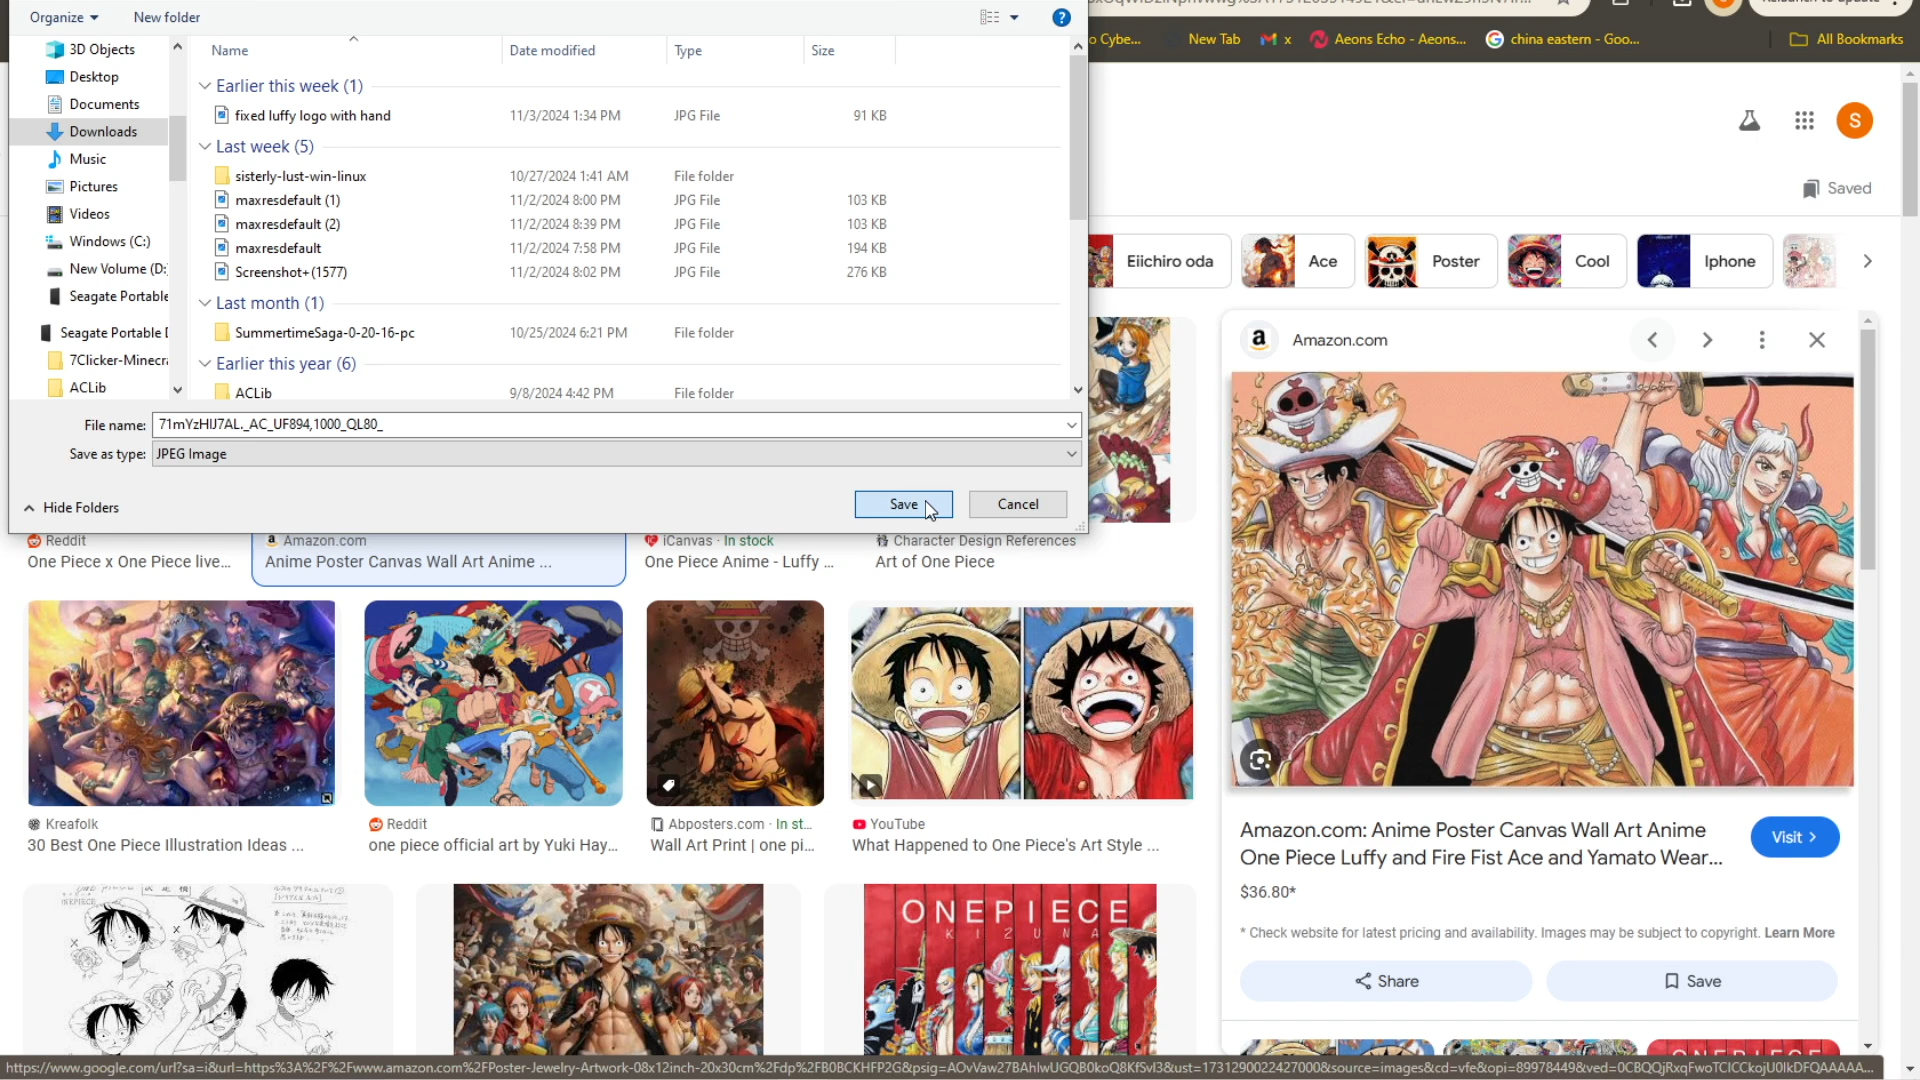 Organize
New folder
3D Objects
Desktop
Documents
Downloads
Music
Pictures
Videos
Windows (C:)
New Volume (D:
Seagate Portable
Seagate Portable D
7Clicker-Minecra
ACLib
Name
Date modified
Type
Size
Earlier this week (1)
fixed luffy logo with hand 11/3/2024 1:34 PM JPG File 91 KB
Last week (5)
sisterly-lust-win-linux 10/27/2024 1:41 AM File folder
maxresdefault (1) 11/2/2024 8:00 PM JPG File 103 KB
maxresdefault (2) 11/2/2024 8:39 PM JPG File 103 KB
maxresdefault 11/2/2024 7:58 PM JPG File 194 KB
Screenshot+(1577) 11/2/2024 8:02 PM JPG File 276 KB
Last month (1)
SummertimeSaga-0-20-16-pc 10/25/2024 6:21 PM File folder
Earlier this year (6)
ACLib 9/8/2024 4:42 PM File folder
File name: 71mYzHIJ7AL._AC_UF894,1000_QL80_
Save as type: JPEG Image
Hide Folders
Save
Cancel
o Cybe...
New Tab
x
Aeons Echo - Aeons...
china eastern - Goo...
All Bookmarks
S
Saved
Eiichiro oda
Ace
Poster
Cool
Iphone
Reddit
One Piece x One Piece live...
Amazon.com
Anime Poster Canvas Wall Art Anime ...
iCanvas · In stock
One Piece Anime - Luffy ...
Character Design References
Art of One Piece
Kreafolk
30 Best One Piece Illustration Ideas ...
Reddit
one piece official art by Yuki Hay...
Abposters.com · In st...
Wall Art Print | one pi...
YouTube
What Happened to One Piece's Art Style ...
ONE PIECE
KIZUNA
a Amazon.com
Amazon.com: Anime Poster Canvas Wall Art Anime
One Piece Luffy and Fire Fist Ace and Yamato Wear...
Visit
$36.80*
* Check website for latest pricing and availability. Images may be subject to copyright. Learn More
Share
Save